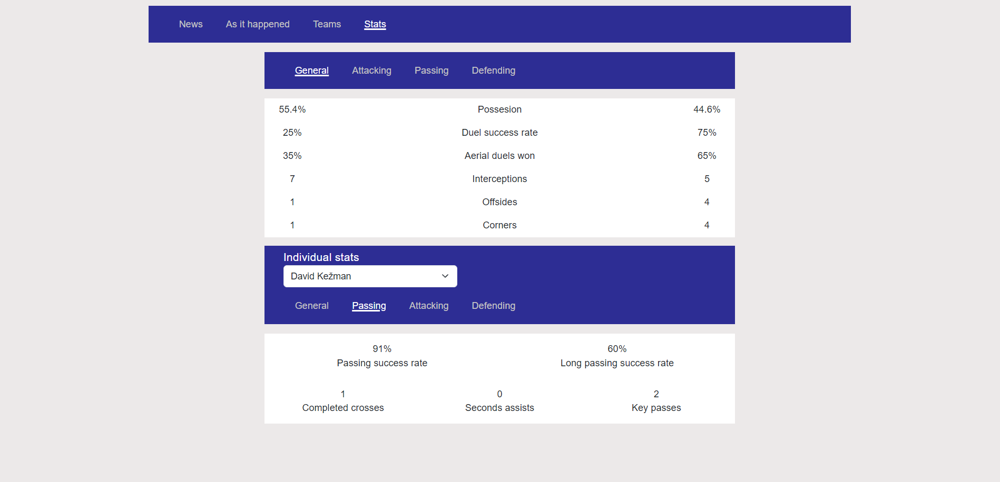 News As it happened Teams Stats
General Attacking Passing Defending
55.4% Possesion 44.6%
25% Duel success rate 75%
35% Aerial duels won 65%
7 Interceptions 5
1 Offsides 4
1 Corners 4
Individual stats
David Kežman
General Passing Attacking Defending
91% 60%
Passing success rate Long passing success rate
1 0 2
Completed crosses Seconds assists Key passes